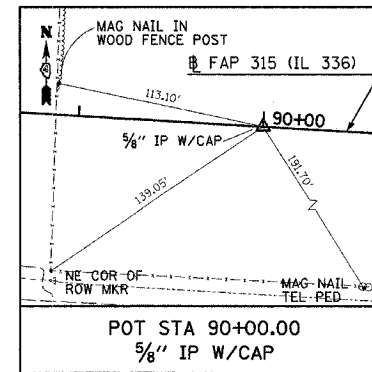 N
MAG NAIL IN
WOOD FENCE POST
℄ FAP 315 (IL 336)
113.10'
90+00
5/8" IP W/CAP
139.05'
191.70'
NE COR OF
ROW MKR
MAG NAIL
TEL PED
POT STA 90+00.00
5/8" IP W/CAP